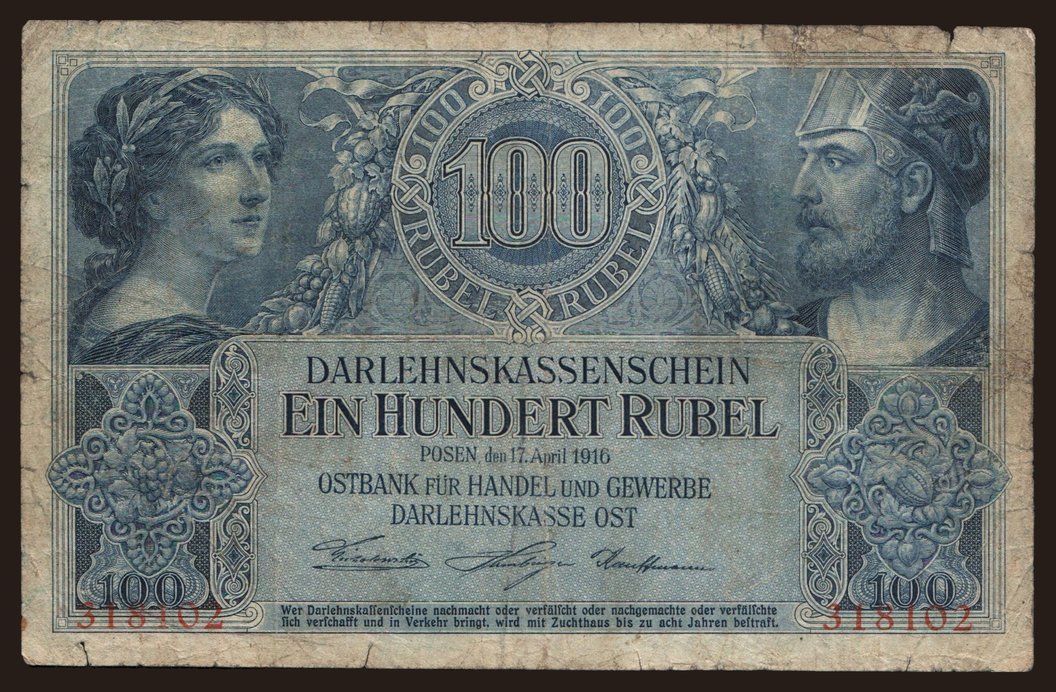 100 100
100
RUBEL RUBEL
DARLEHNSKASSENSCHEIN
EIN HUNDERT RUBEL
POSEN, den 17. April 1916
OSTBANK FÜR HANDEL UND GEWERBE
DARLEHNSKASSE OST
Kauffmann
100 100
318102 318102
Wer Darlehnskaſſenſcheine nachmacht oder verfälſcht oder nachgemachte oder verfälſchte
ſich verſchafft und in Verkehr bringt, wird mit Zuchthaus bis zu acht Jahren beſtraft.